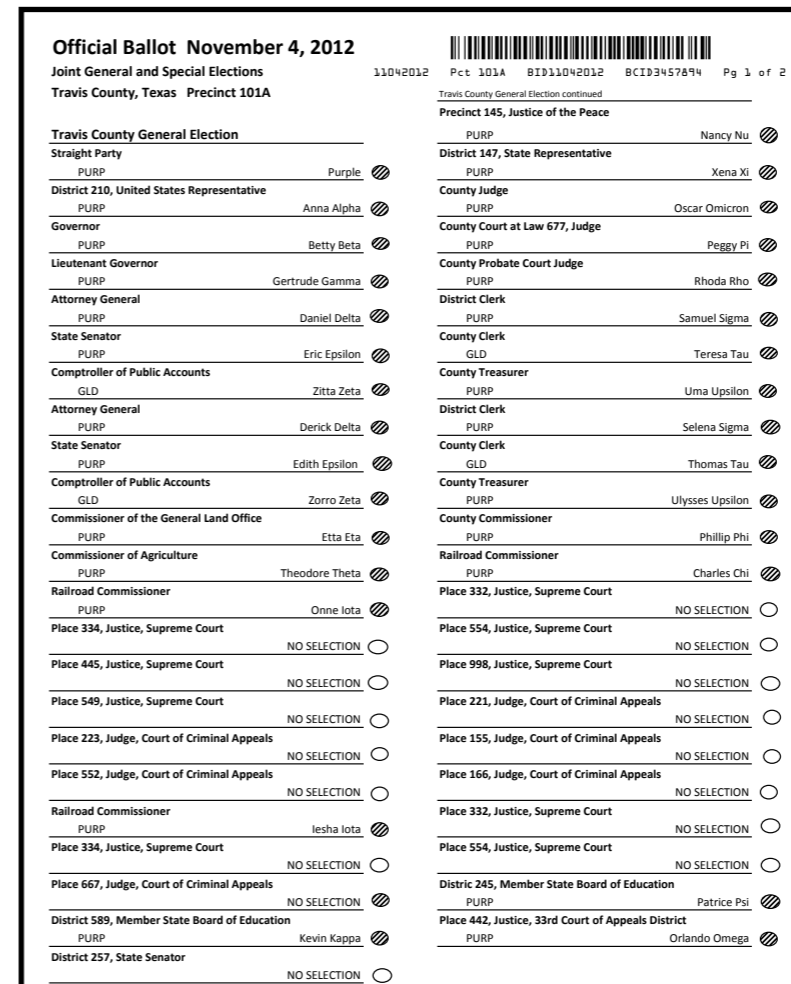 Official Ballot November 4, 2012
Joint General and Special Elections
Travis County, Texas Precinct 101A
Travis County General Election
Straight Party
PURP Purple
District 210, United States Representative
PURP Anna Alpha
Governor
PURP Betty Beta
Lieutenant Governor
PURP Gertrude Gamma
Attorney General
PURP Daniel Delta
State Senator
PURP Eric Epsilon
Comptroller of Public Accounts
GLD Zitta Zeta
Attorney General
PURP Derick Delta
State Senator
PURP Edith Epsilon
Comptroller of Public Accounts
GLD Zorro Zeta
Commissioner of the General Land Office
PURP Etta Eta
Commissioner of Agriculture
PURP Theodore Theta
Railroad Commissioner
PURP Onne Iota
Place 334, Justice, Supreme Court
NO SELECTION
Place 445, Justice, Supreme Court
NO SELECTION
Place 549, Justice, Supreme Court
NO SELECTION
Place 223, Judge, Court of Criminal Appeals
NO SELECTION
Place 552, Judge, Court of Criminal Appeals
NO SELECTION
Railroad Commissioner
PURP Iesha Iota
Place 334, Justice, Supreme Court
NO SELECTION
Place 667, Judge, Court of Criminal Appeals
NO SELECTION
District 589, Member State Board of Education
PURP Kevin Kappa
District 257, State Senator
NO SELECTION
11042012 Pct 101A BID11042012 BCID3457894 Pg 1 of 2
Travis County General Election continued
Precinct 145, Justice of the Peace
PURP Nancy Nu
District 147, State Representative
PURP Xena Xi
County Judge
PURP Oscar Omicron
County Court at Law 677, Judge
PURP Peggy Pi
County Probate Court Judge
PURP Rhoda Rho
District Clerk
PURP Samuel Sigma
County Clerk
GLD Teresa Tau
County Treasurer
PURP Uma Upsilon
District Clerk
PURP Selena Sigma
County Clerk
GLD Thomas Tau
County Treasurer
PURP Ulysses Upsilon
County Commissioner
PURP Phillip Phi
Railroad Commissioner
PURP Charles Chi
Place 332, Justice, Supreme Court
NO SELECTION
Place 554, Justice, Supreme Court
NO SELECTION
Place 998, Justice, Supreme Court
NO SELECTION
Place 221, Judge, Court of Criminal Appeals
NO SELECTION
Place 155, Judge, Court of Criminal Appeals
NO SELECTION
Place 166, Judge, Court of Criminal Appeals
NO SELECTION
Place 332, Justice, Supreme Court
NO SELECTION
Place 554, Justice, Supreme Court
NO SELECTION
Distric 245, Member State Board of Education
PURP Patrice Psi
Place 442, Justice, 33rd Court of Appeals District
PURP Orlando Omega